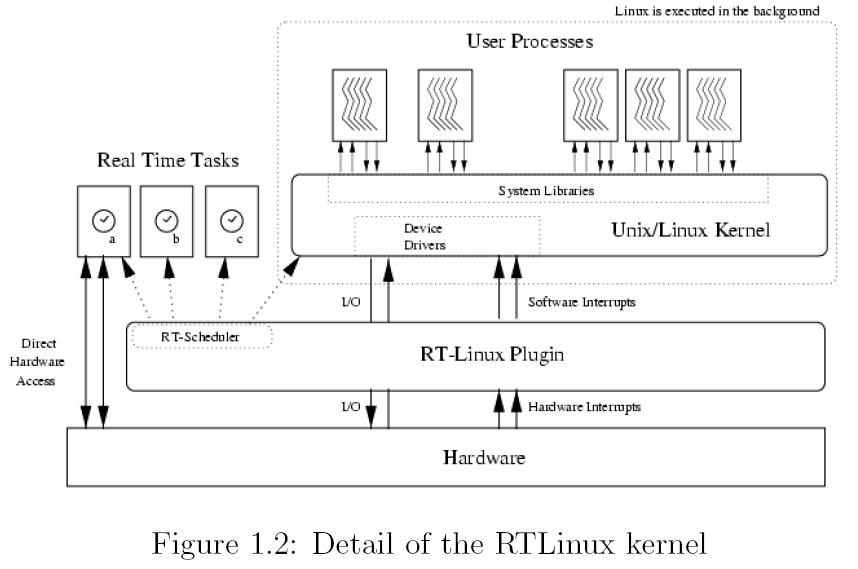 Linux is executed in the background
User Processes
Real Time Tasks
System Libraries
a
b
c
Device
Drivers
Unix/Linux Kernel
I/O
Software Interrupts
RT-Scheduler
Direct
Hardware
Access
RT-Linux Plugin
I/O
Hardware Interrupts
Hardware
Figure 1.2: Detail of the RTLinux kernel